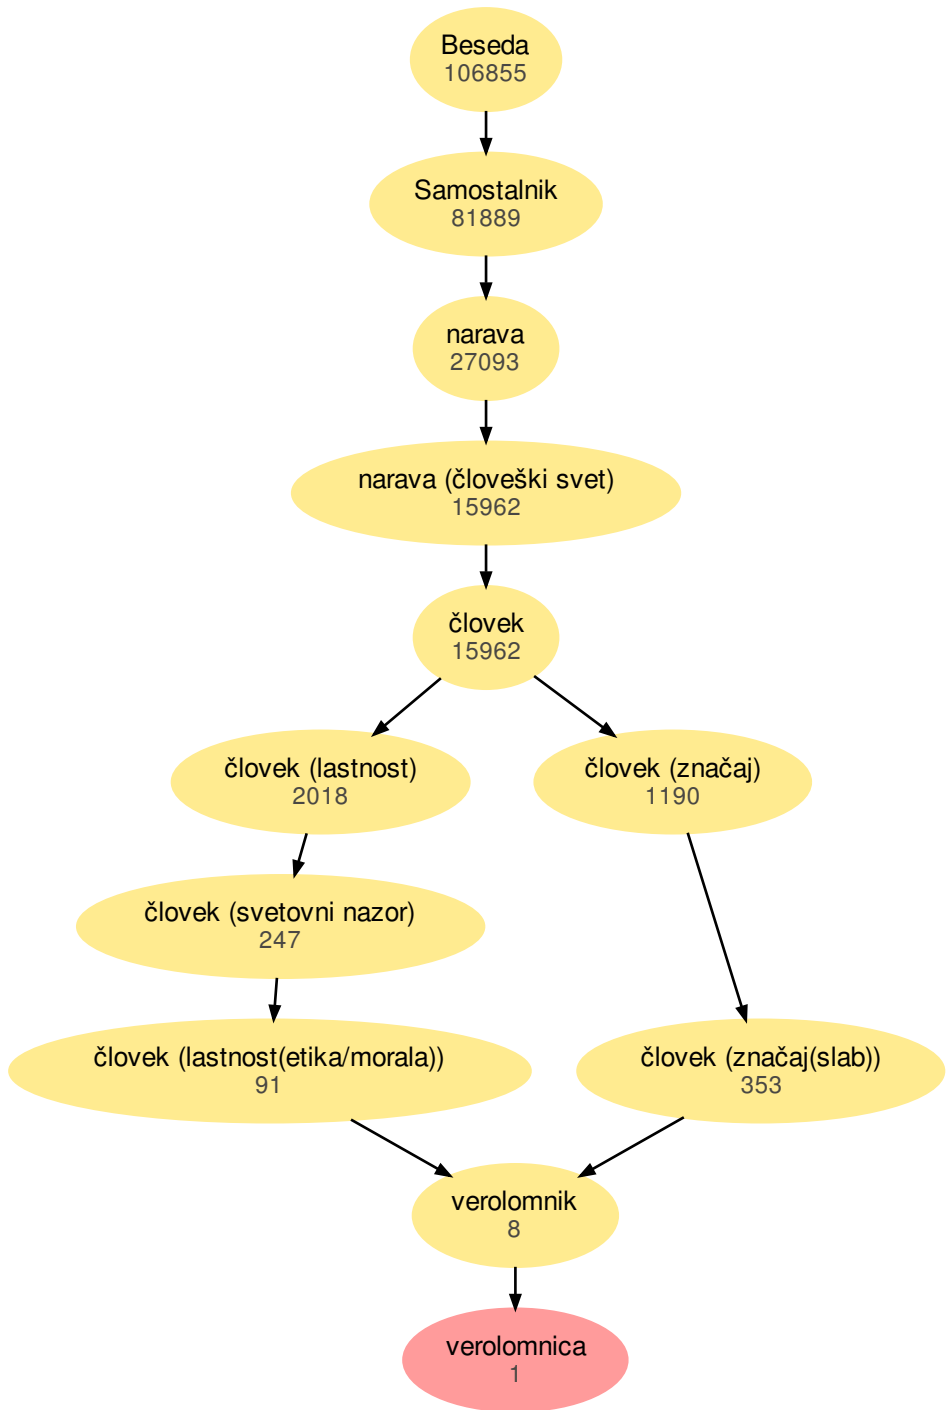 Beseda
106855
Samostalnik
81889
narava
27093
narava (človeški svet)
15962
človek
15962
človek (lastnost)
2018
človek (značaj)
1190
človek (svetovni nazor)
247
človek (lastnost(etika/morala))
91
človek (značaj(slab))
353
verolomnik
8
verolomnica
1